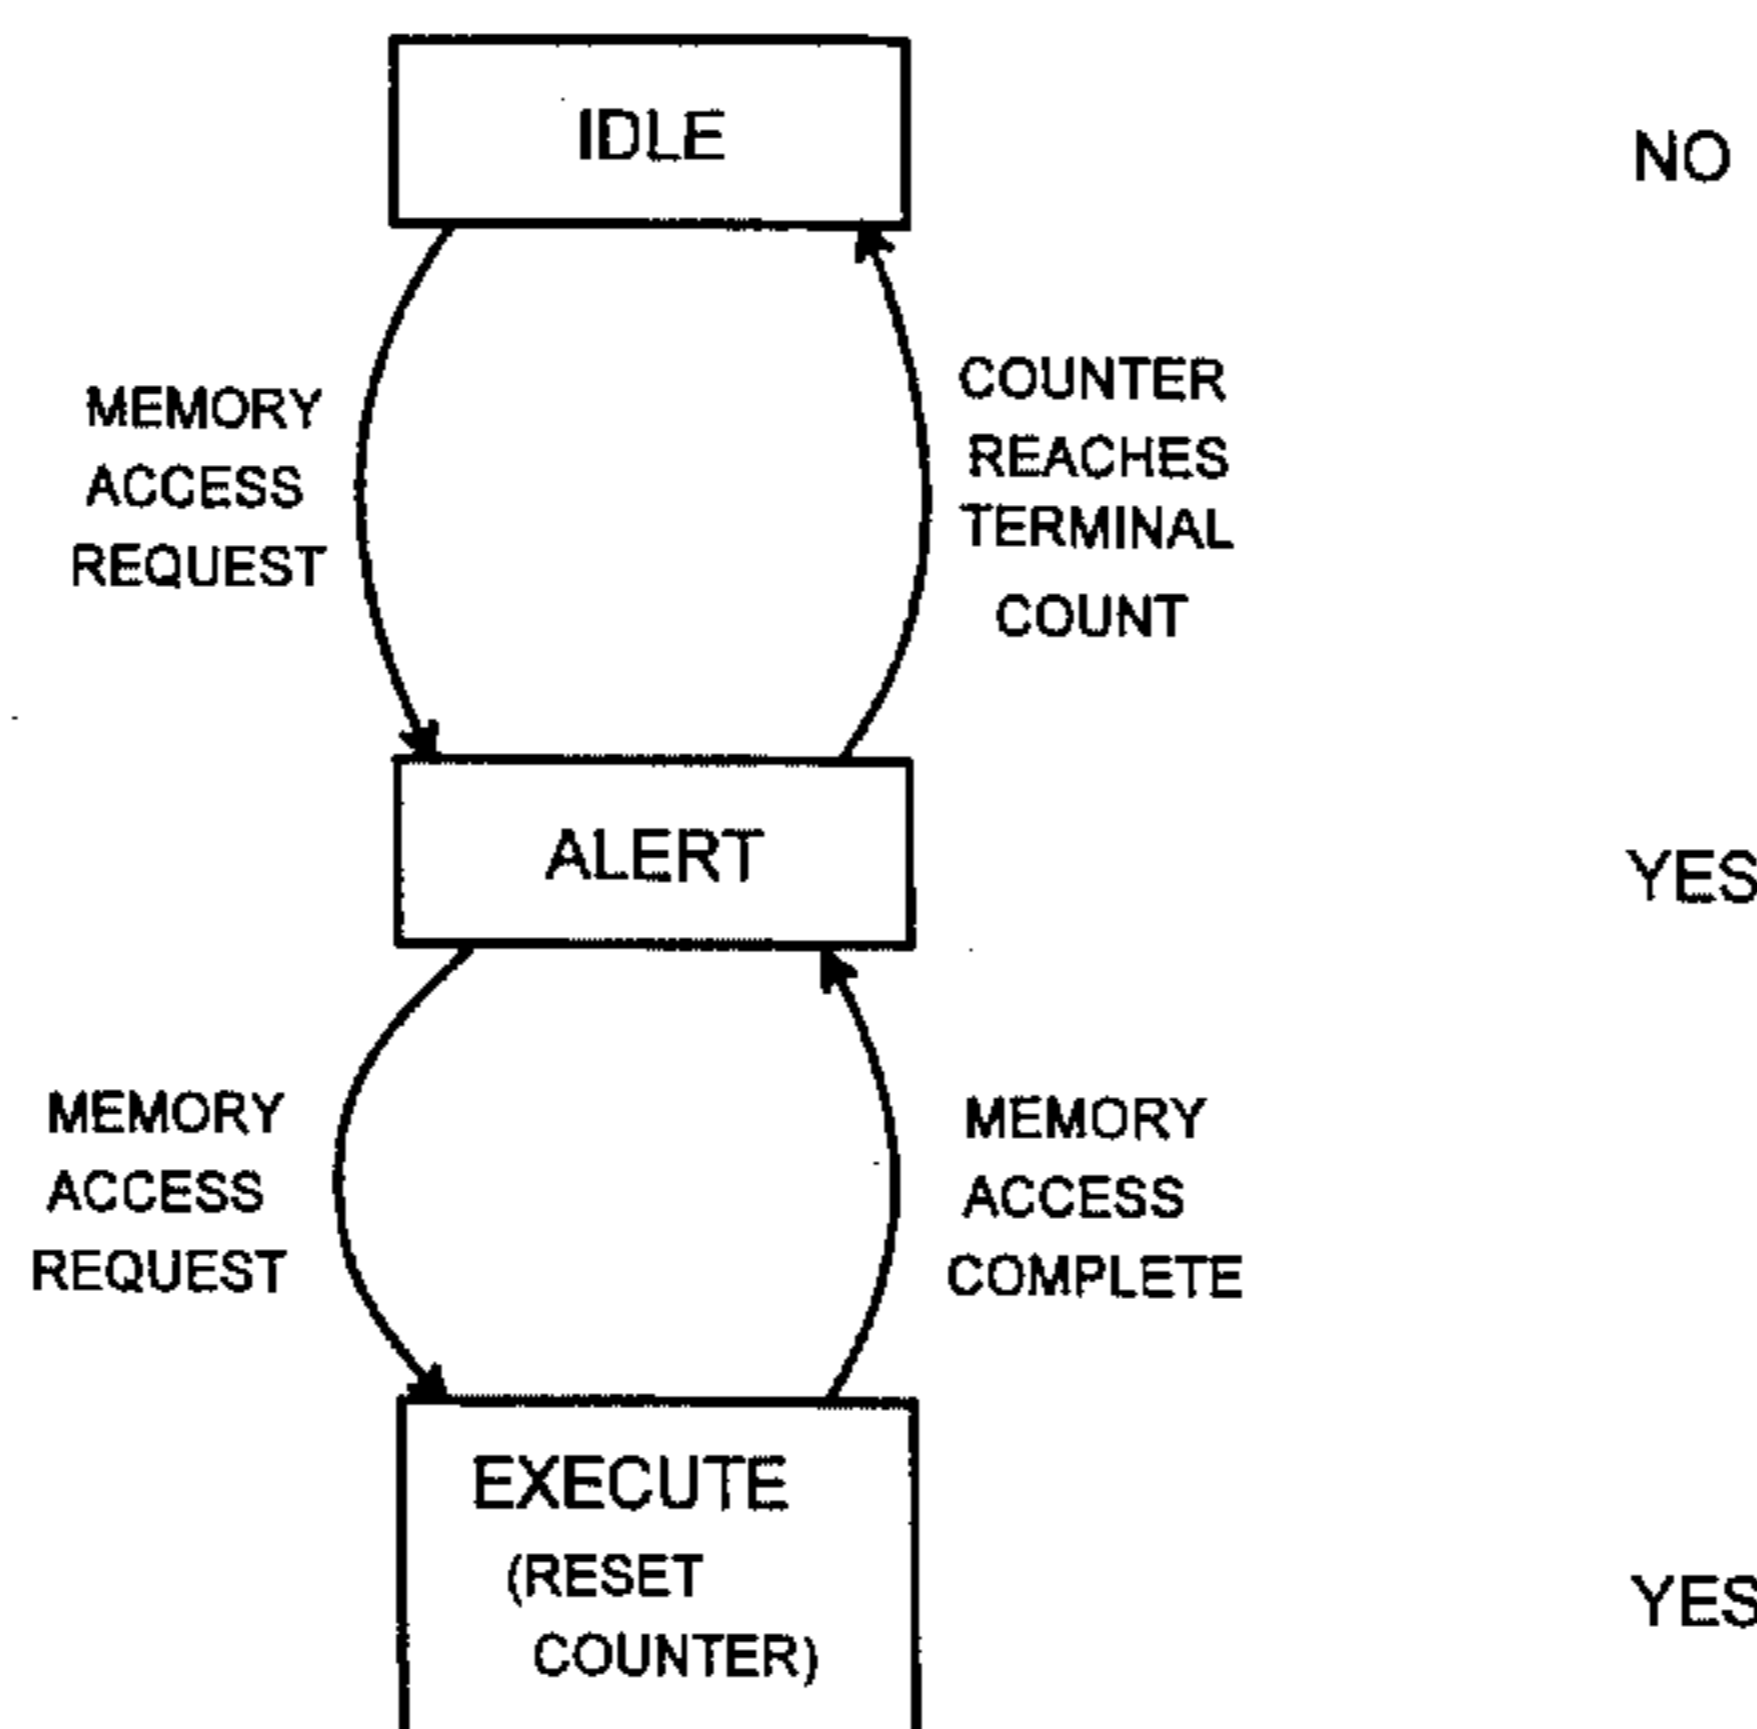 IDLE
NO
MEMORY
ACCESS
REQUEST
COUNTER
REACHES
TERMINAL
COUNT
ALERT
YES
MEMORY
ACCESS
REQUEST
MEMORY
ACCESS
COMPLETE
EXECUTE
(RESET
COUNTER)
YES